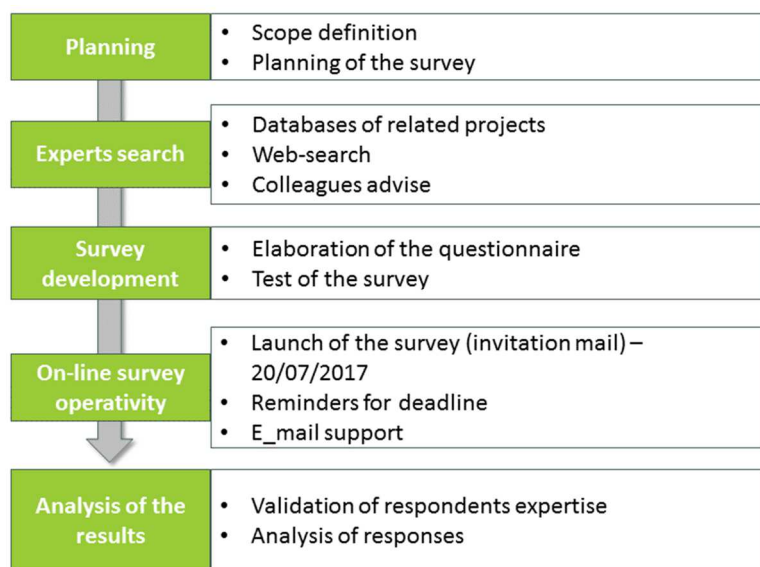 Planning
• Scope definition
• Planning of the survey
Experts search
• Databases of related projects
• Web-search
• Colleagues advise
Survey
development
• Elaboration of the questionnaire
• Test of the survey
On-line survey
operativity
• Launch of the survey (invitation mail) –
20/07/2017
• Reminders for deadline
• E_mail support
Analysis of the
results
• Validation of respondents expertise
• Analysis of responses